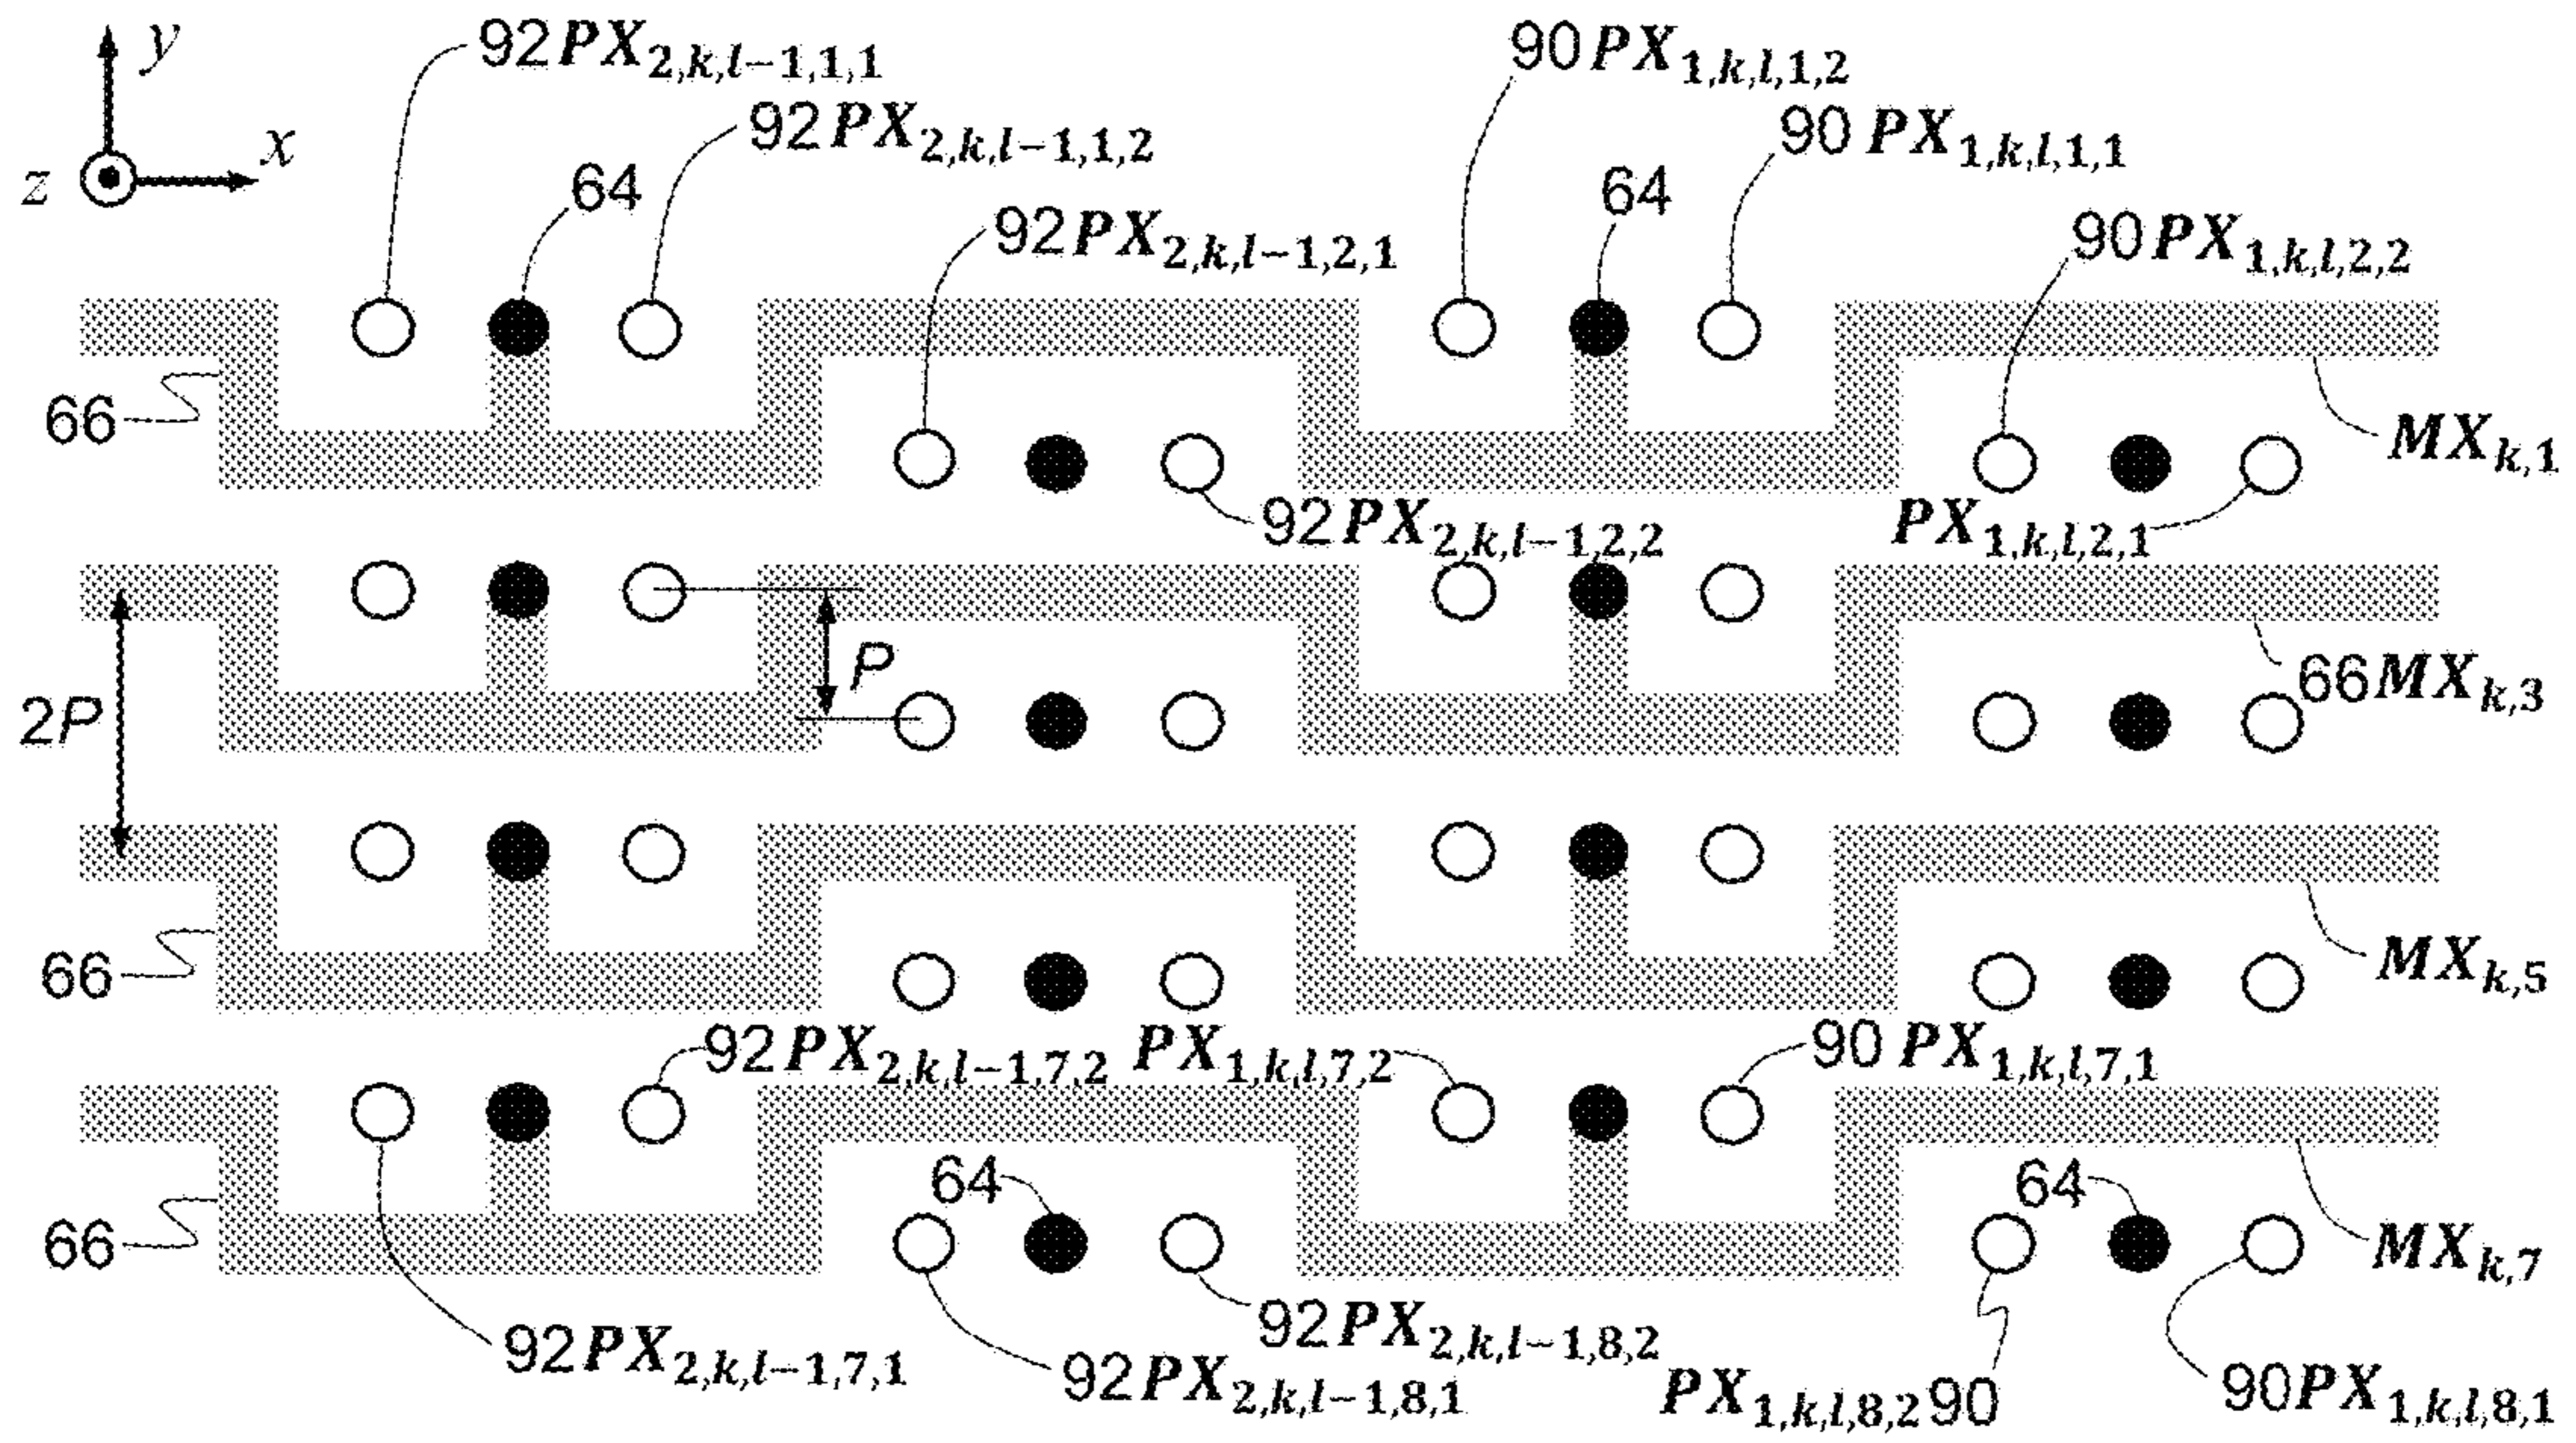 y
92PX2,k,l−1,1,1
90PX1,k,l,1,2
92PX2,k,l−1,1,2
90 PX1,k,l,1,1
x
z
64
64
92PX2,k,l−1,2,1
90PX1,k,l,2,2
66
MXk,1
92PX2,k,l−1,2,2
PX1,k,l,2,1
2P
P
66MXk,3
66
MXk,5
92PX2,k,l−1,7,2
PX1,k,l,7,2
90 PX1,k,l,7,1
64
64
66
MXk,7
92PX2,k,l−1,7,1
92PX2,k,l−1,8,2
92PX2,k,l−1,8,1
PX1,k,l,8,2 90
90PX1,k,l,8,1